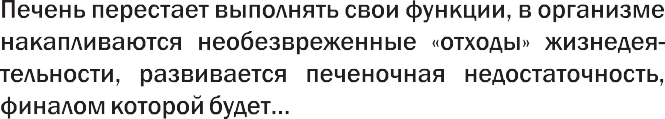 Печень перестает выполнять свои функции, в организме
накапливаются необезвреженные «отходы» жизнедея-
тельности, развивается печеночная недостаточность,
финалом которой будет...